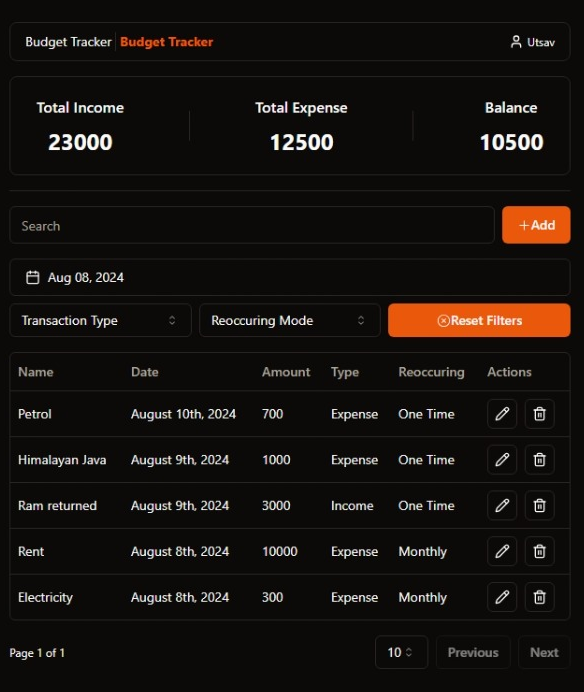 Budget Tracker Budget Tracker Utsav
Total Income Total Expense Balance
23000 12500 10500
Search +Add
Aug 08, 2024
Transaction Type Reoccuring Mode Reset Filters
Name Date Amount Type Reoccuring Actions
Petrol August 10th, 2024 700 Expense One Time
Himalayan Java August 9th, 2024 1000 Expense One Time
Ram returned August 9th, 2024 3000 Income One Time
Rent August 8th, 2024 10000 Expense Monthly
Electricity August 8th, 2024 300 Expense Monthly
Page 1 of 1 10 Previous Next